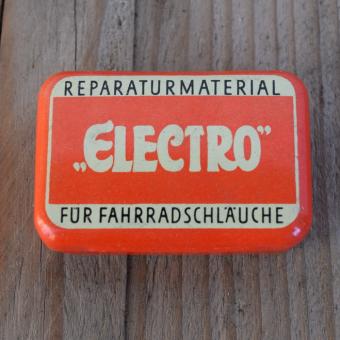 REPARATURMATERIAL
„ELECTRO”
FÜR FAHRRADSCHLÄUCHE